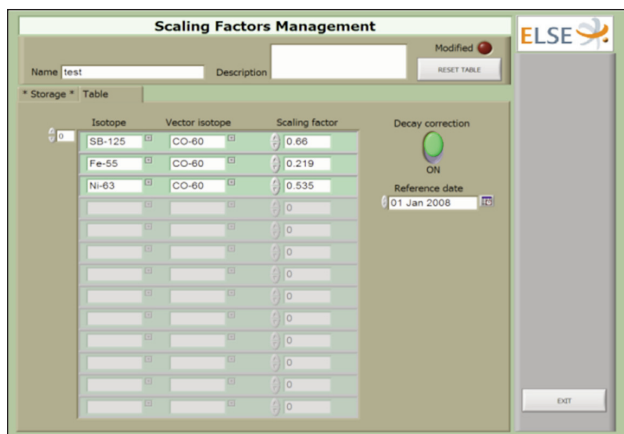 Scaling Factors Management
ELSE
Modified
Name test
Description
RESET TABLE
* Storage * Table
Isotope Vector isotope Scaling factor
Decay correction
0 SB-125 CO-60 0.66
ON
Fe-55 CO-60 0.219
Ni-63 CO-60 0.535
Reference date
01 Jan 2008
0
0
0
0
0
0
0
0
0
0
EXIT